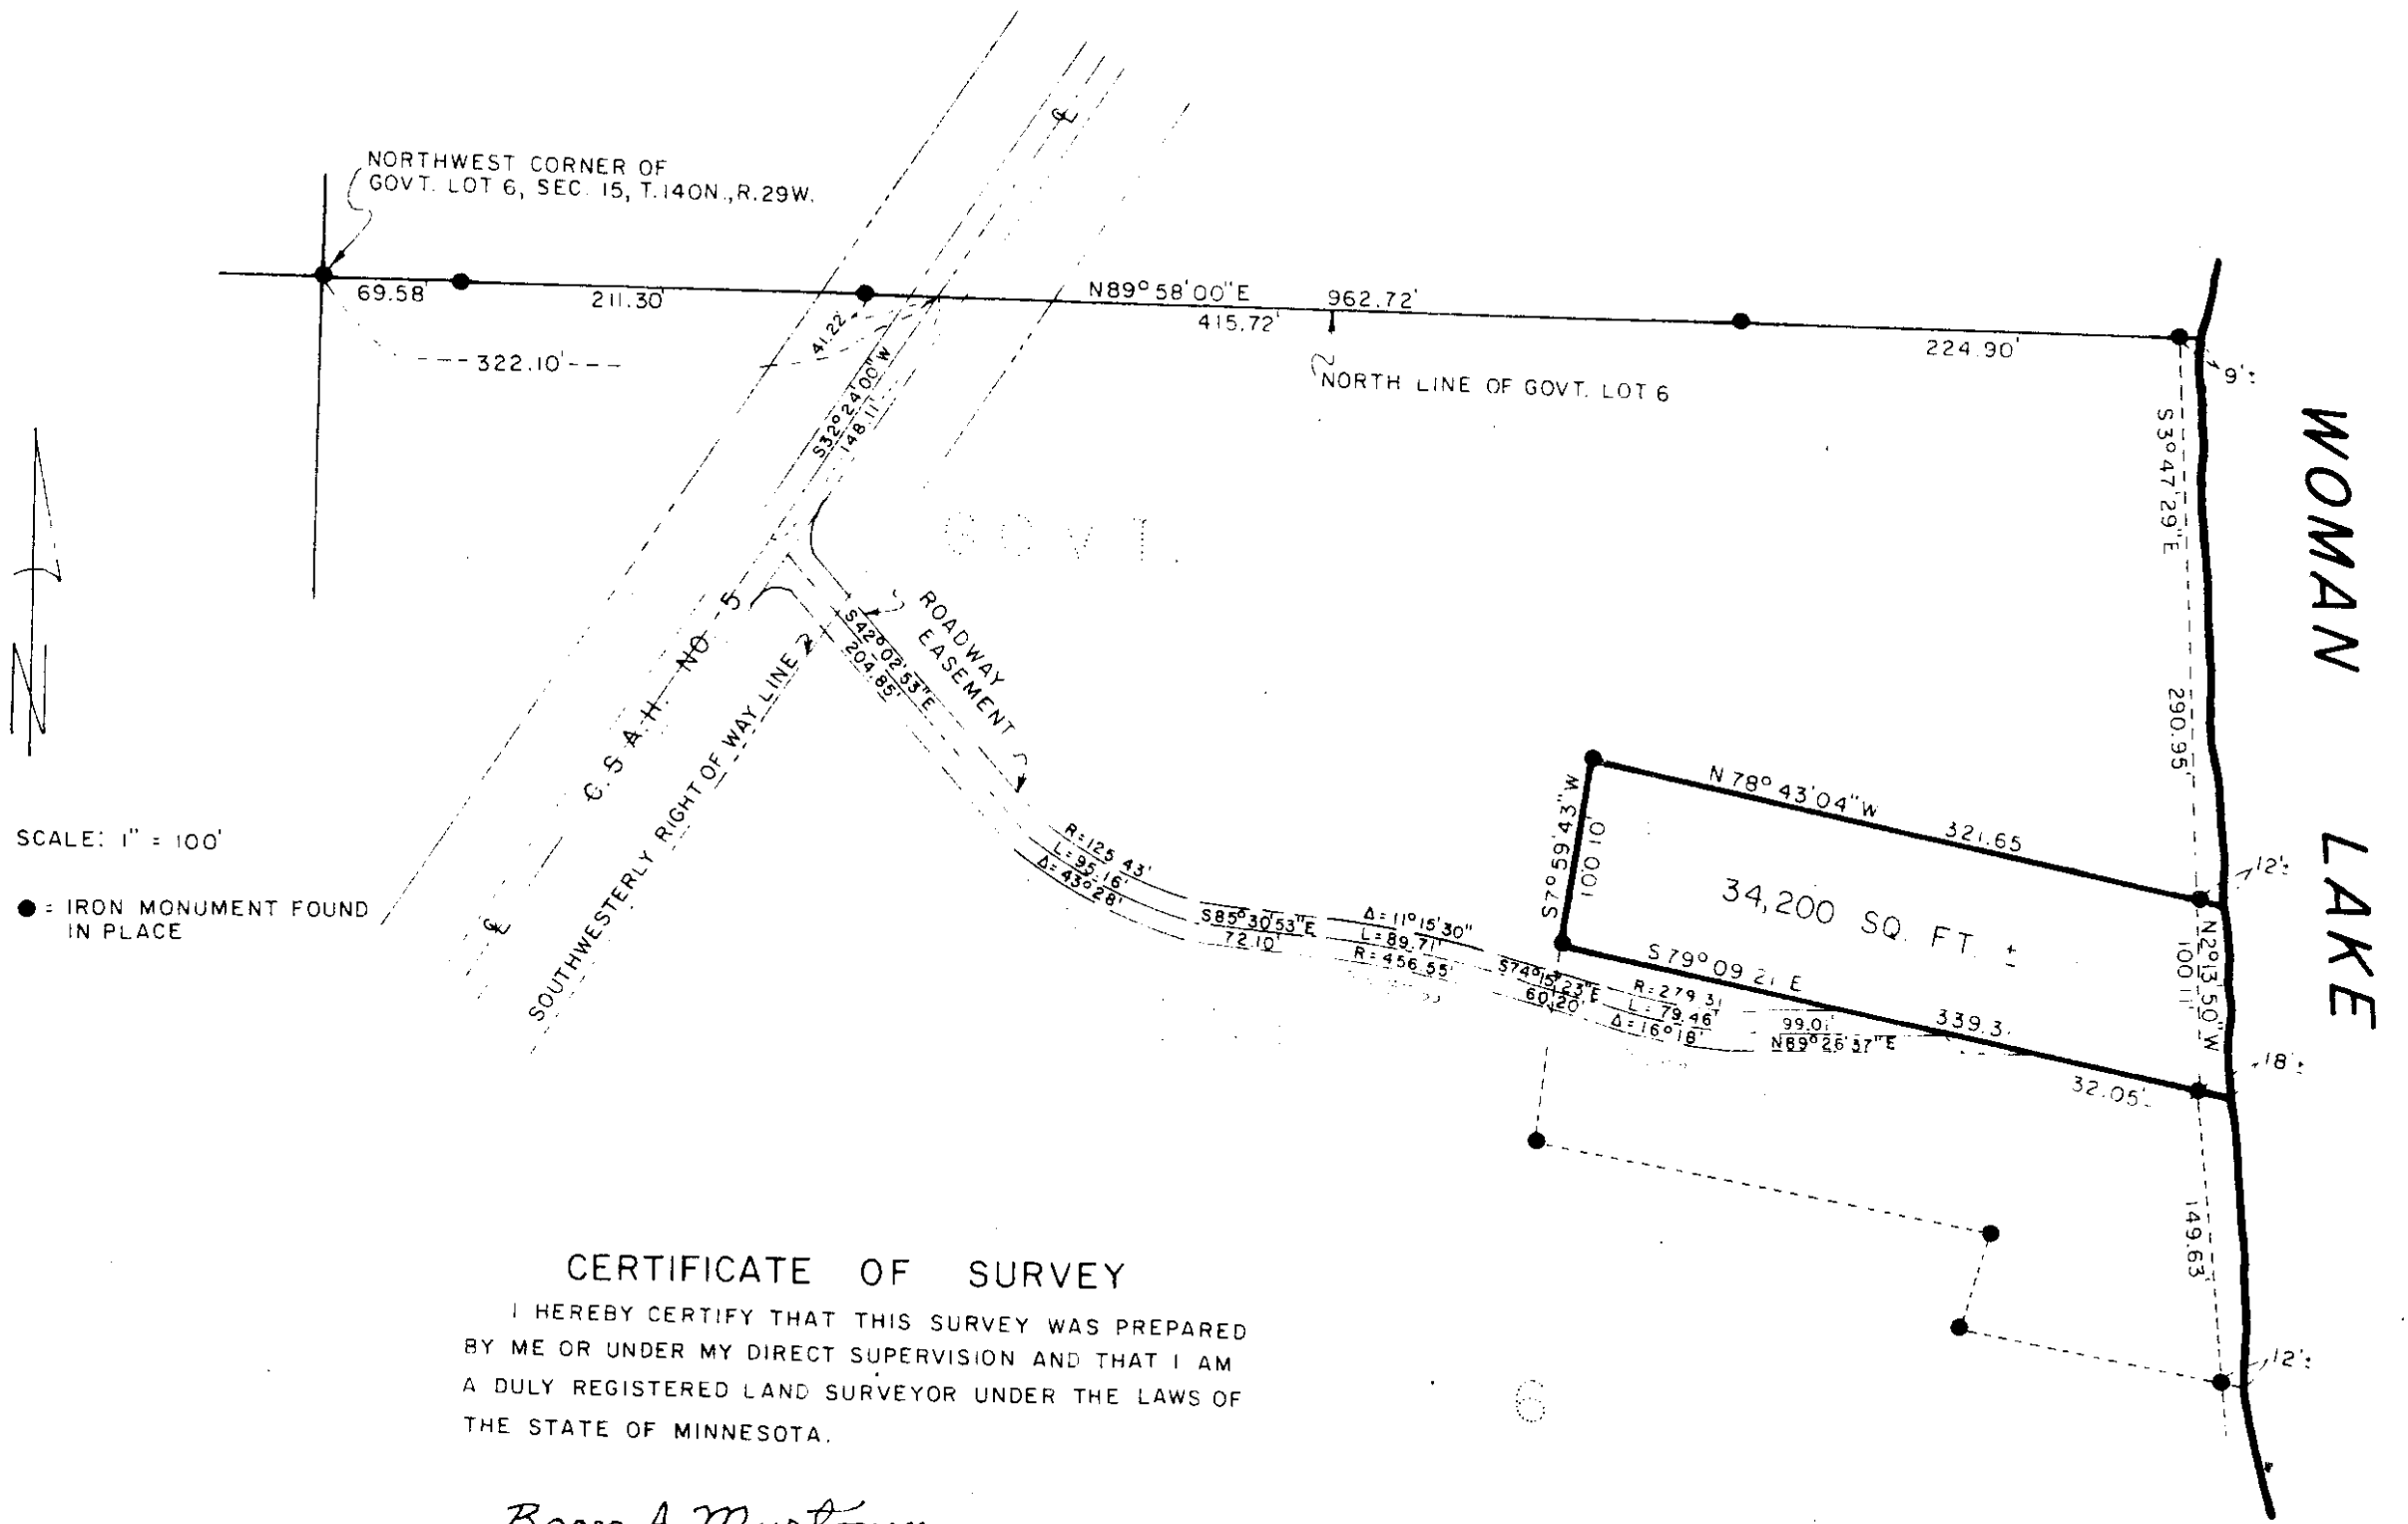 NORTHWEST CORNER OF
GOVT. LOT 6, SEC. 15, T.140N., R.29W.
69.58'
211.30'
N89°58'00"E
962.72'
415.72'
224.90'
9'±
322.10'
41.22'
S32°24'00"W
148.11'
NORTH LINE OF GOVT. LOT 6
S3°47'29"E
290.95'
WOMAN LAKE
GOVT.
N
ROADWAY
EASEMENT
S42°02'53"E
204.85'
C.S.A.H. NO. 5
SOUTHWESTERLY RIGHT OF WAY LINE
SCALE: 1" = 100'
● = IRON MONUMENT FOUND
IN PLACE
R=125.43'
L=95.16'
Δ=43°28'
S85°30'53"E
72.10'
Δ=11°15'30"
L=89.71'
R=456.55'
S74°15'23"E
60.20'
R=279.31
L=79.46'
Δ=16°18'
99.01'
N89°26'37"E
S7°59'43"W
100.10'
N 78°43'04"W
321.65
34,200 SQ. FT. ±
S79°09'21 E
339.3
32.05'
12'±
N2°13'50"W
100.11'
18'±
149.63'
12'±
6
CERTIFICATE OF SURVEY
I HEREBY CERTIFY THAT THIS SURVEY WAS PREPARED
BY ME OR UNDER MY DIRECT SUPERVISION AND THAT I AM
A DULY REGISTERED LAND SURVEYOR UNDER THE LAWS OF
THE STATE OF MINNESOTA.